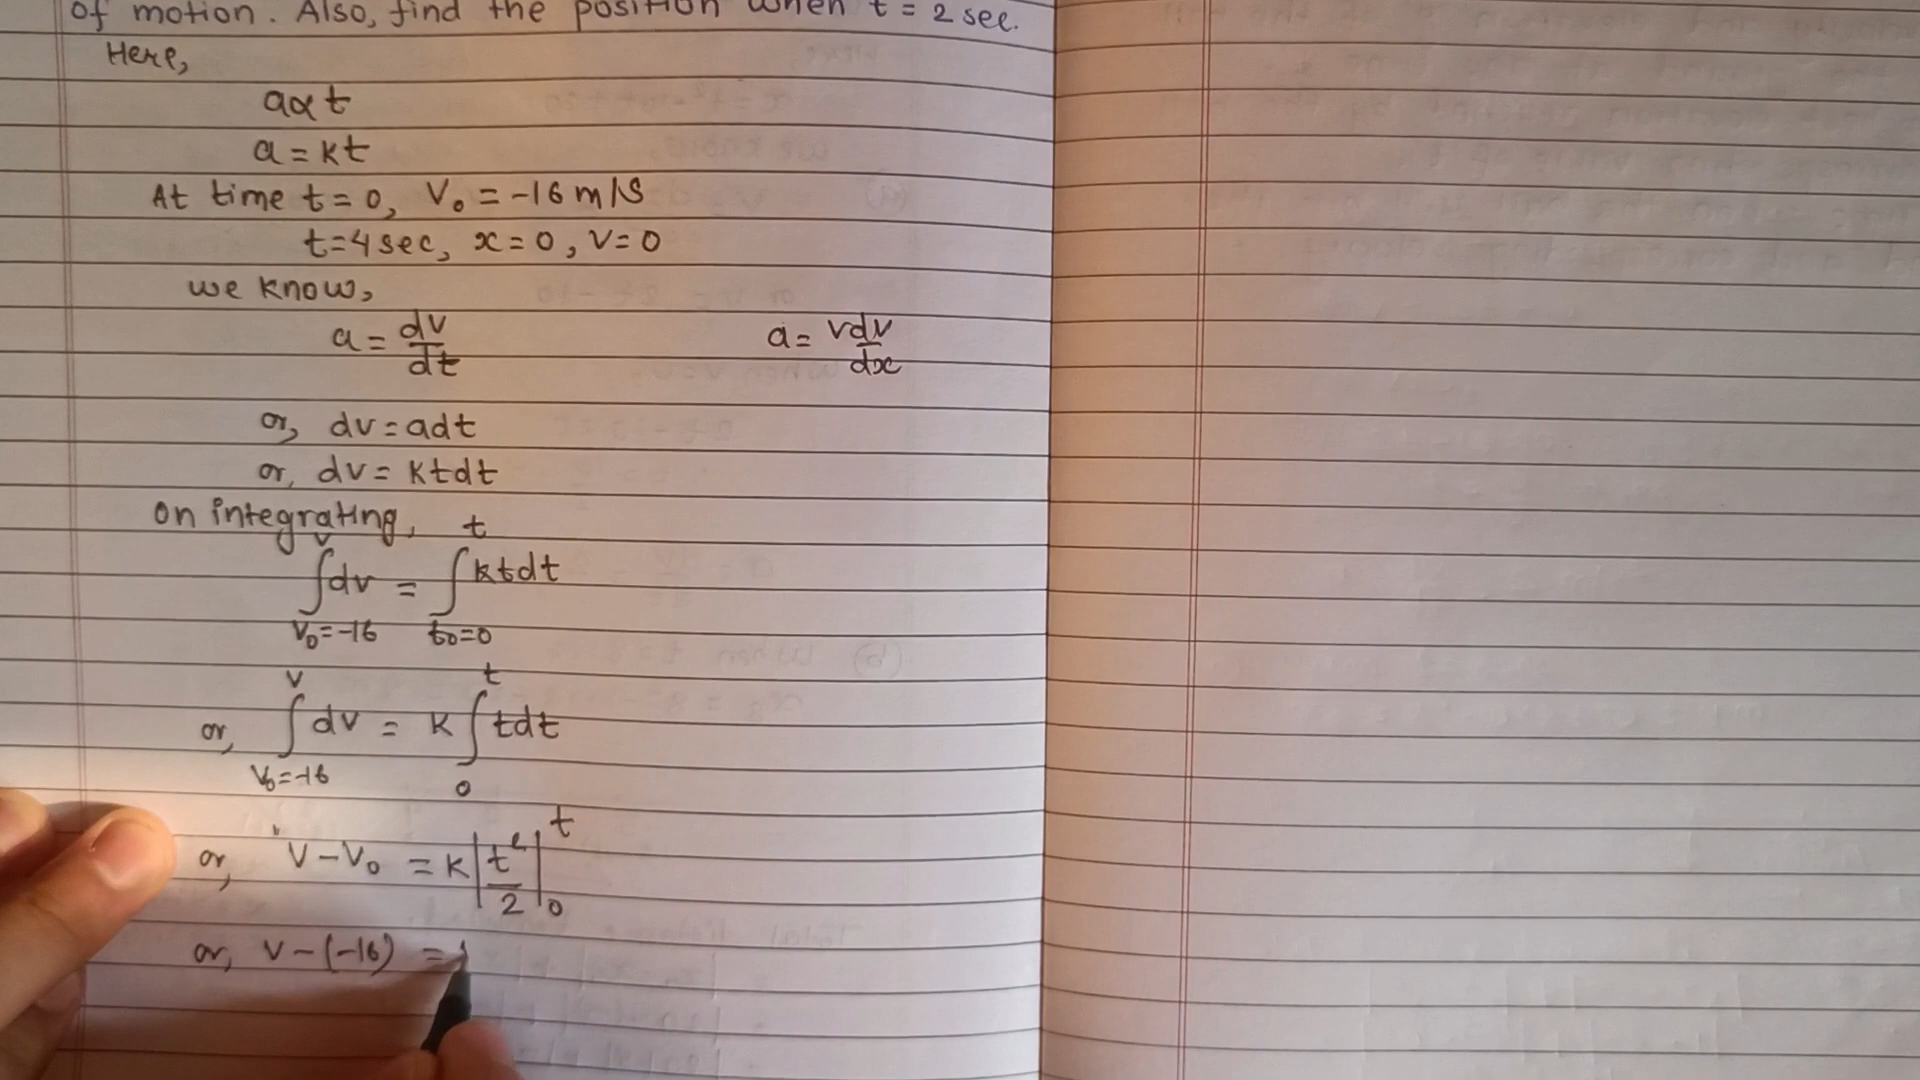 of motion. Also, find the position when t = 2 sec.
Here,
a α t
a = kt
At time t = 0, V₀ = -16 m/s
t = 4 sec, x = 0, v = 0
we know,
a = dv/dt    a = vdv/dx
or, dv = adt
or, dv = ktdt
on integrating,
∫_{V₀=-16}^{v} dv = ∫_{t₀=0}^{t} ktdt
or, ∫_{V₀=-16}^{v} dv = k ∫_{0}^{t} tdt
or, V - V₀ = k |t²/2|_{0}^{t}
or, V - (-16) =